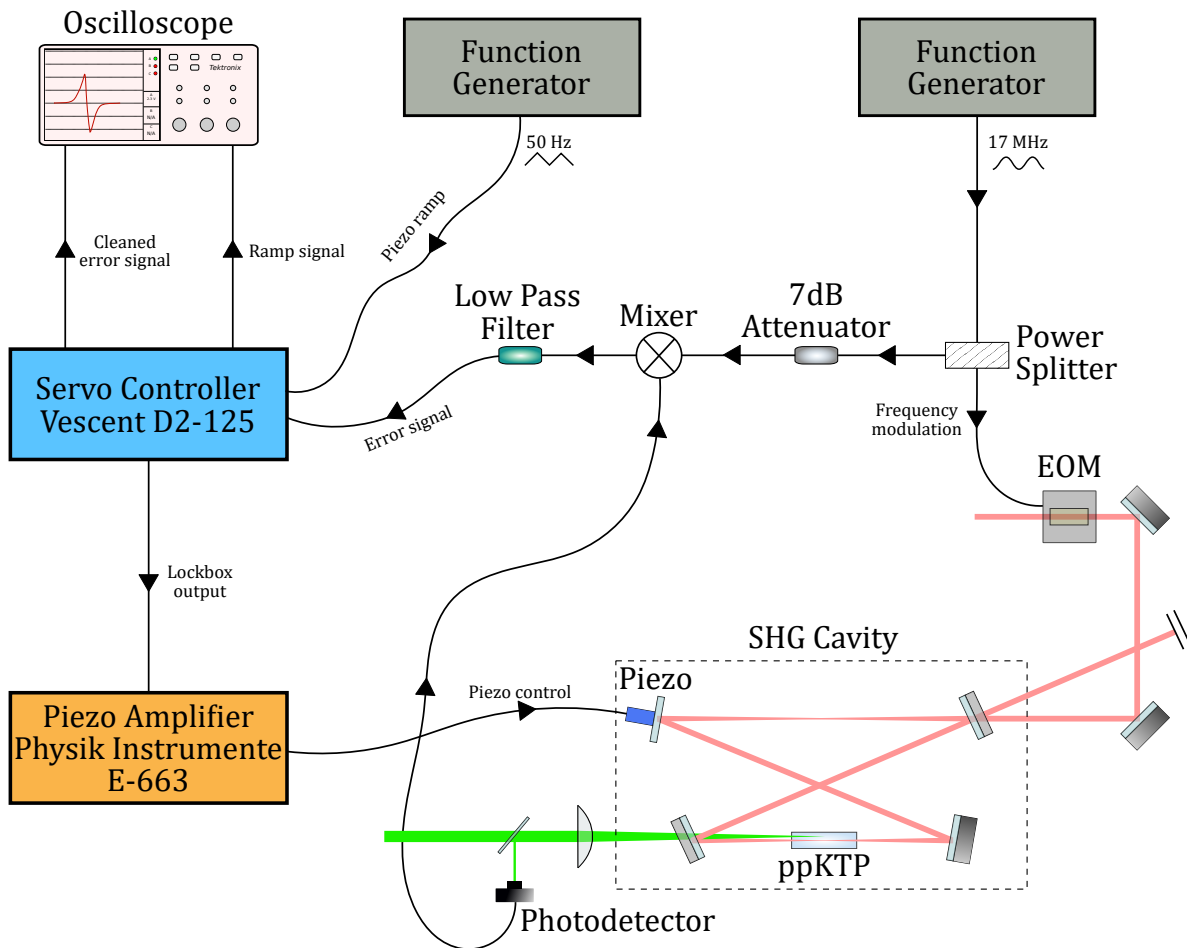 Oscilloscope
Tektronix
A
B
C
A
2.5 V
B
N/A
C
N/A
Function
Generator
Function
Generator
50 Hz
17 MHz
Piezo ramp
Cleaned
error signal
Ramp signal
Low Pass
Filter
Mixer
7dB
Attenuator
Power
Splitter
Servo Controller
Vescent D2-125
Error signal
Frequency
modulation
EOM
Lockbox
output
SHG Cavity
Piezo Amplifier
Physik Instrumente
E-663
Piezo control
Piezo
ppKTP
Photodetector